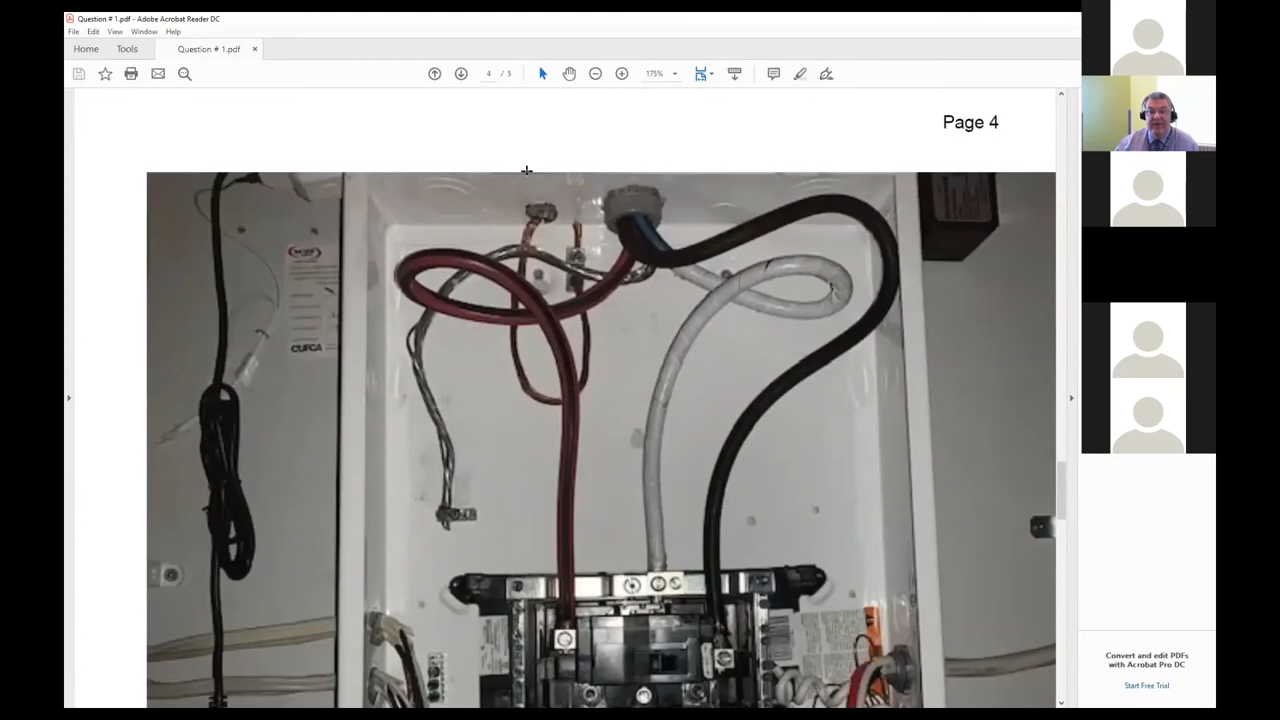 Question # 1.pdf - Adobe Acrobat Reader DC
File Edit View Window Help
Home Tools Question # 1.pdf ×
4 / 5 175%
Page 4
CUFCA
Convert and edit PDFs
with Acrobat Pro DC
Start Free Trial